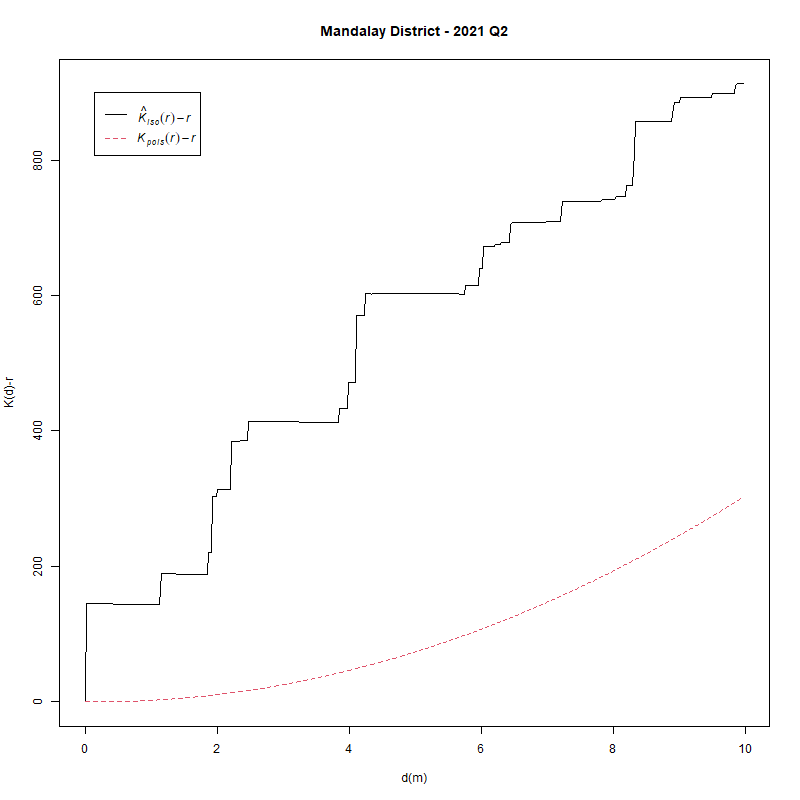 Mandalay District - 2021 Q2
K̂iso(r)−r
Kpois(r)−r
K(d)-r
0
200
400
600
800
0 2 4 6 8 10
d(m)